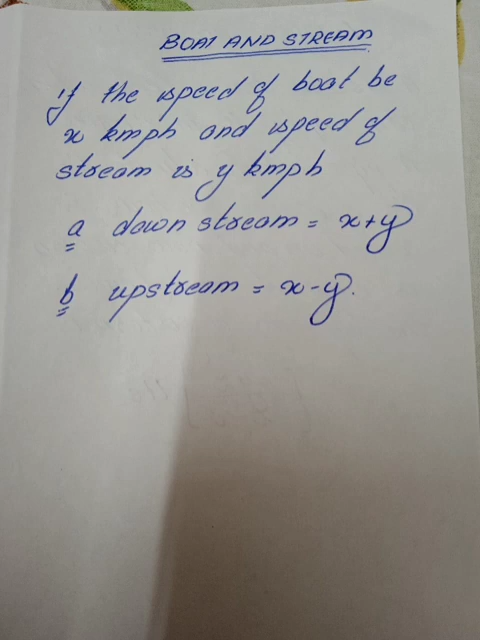 BOAT AND STREAM
if the speed of boat be
x kmph and speed of
stream is y kmph
a down stream = x+y
b upstream = x-y.